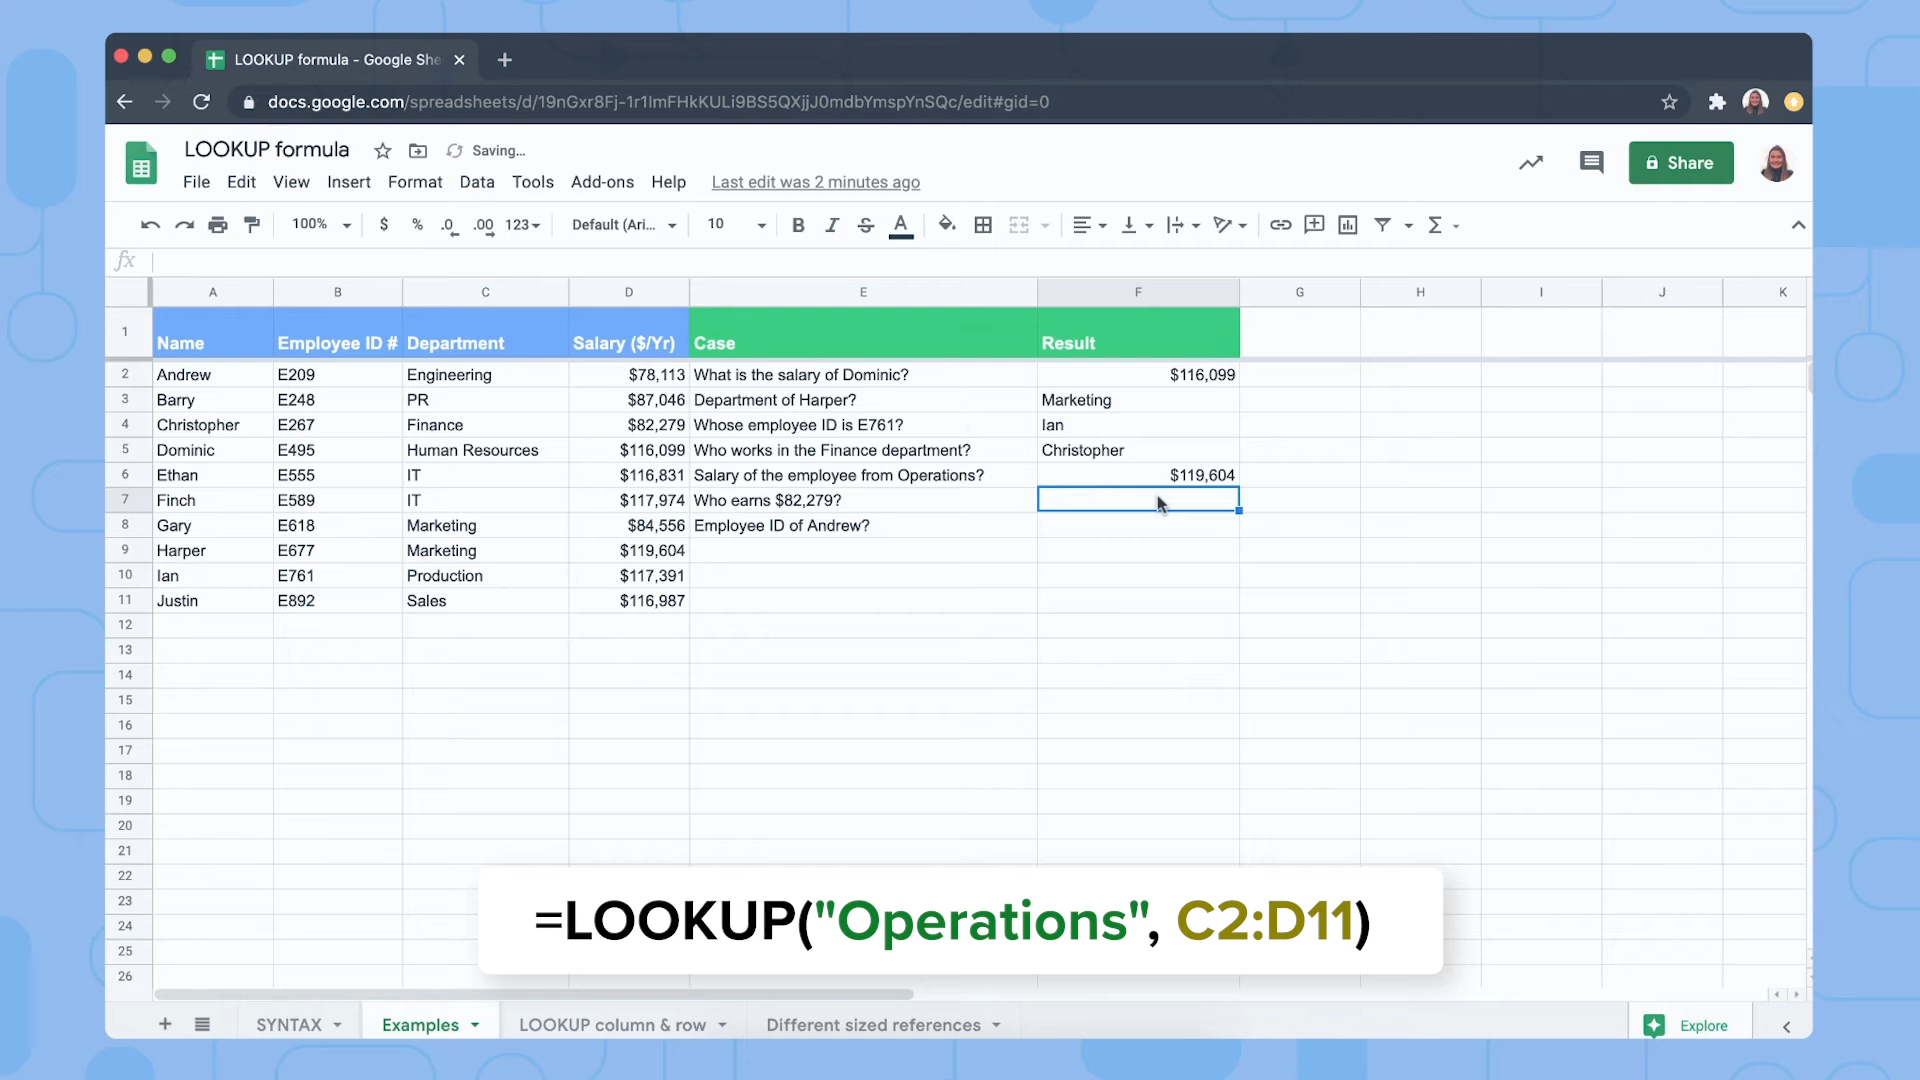 LOOKUP formula - Google She
docs.google.com/spreadsheets/d/19nGxr8Fj-1r1ImFHkKULi9BS5QXjjJ0mdbYmspYnSQc/edit#gid=0
LOOKUP formula Saving...
Share
File Edit View Insert Format Data Tools Add-ons Help Last edit was 2 minutes ago
100% $ % .0 .00 123 Default (Ari... 10 B I S A Σ
fx
A B C D E F G H I J K
1 Name Employee ID # Department Salary ($/Yr) Case Result
2 Andrew E209 Engineering $78,113 What is the salary of Dominic? $116,099
3 Barry E248 PR $87,046 Department of Harper? Marketing
4 Christopher E267 Finance $82,279 Whose employee ID is E761? Ian
5 Dominic E495 Human Resources $116,099 Who works in the Finance department? Christopher
6 Ethan E555 IT $116,831 Salary of the employee from Operations? $119,604
7 Finch E589 IT $117,974 Who earns $82,279?
8 Gary E618 Marketing $84,556 Employee ID of Andrew?
9 Harper E677 Marketing $119,604
10 Ian E761 Production $117,391
11 Justin E892 Sales $116,987
12
13
14
15
16
17
18
19
20
21
22
23
24
25
26
=LOOKUP("Operations", C2:D11)
SYNTAX Examples LOOKUP column & row Different sized references Explore